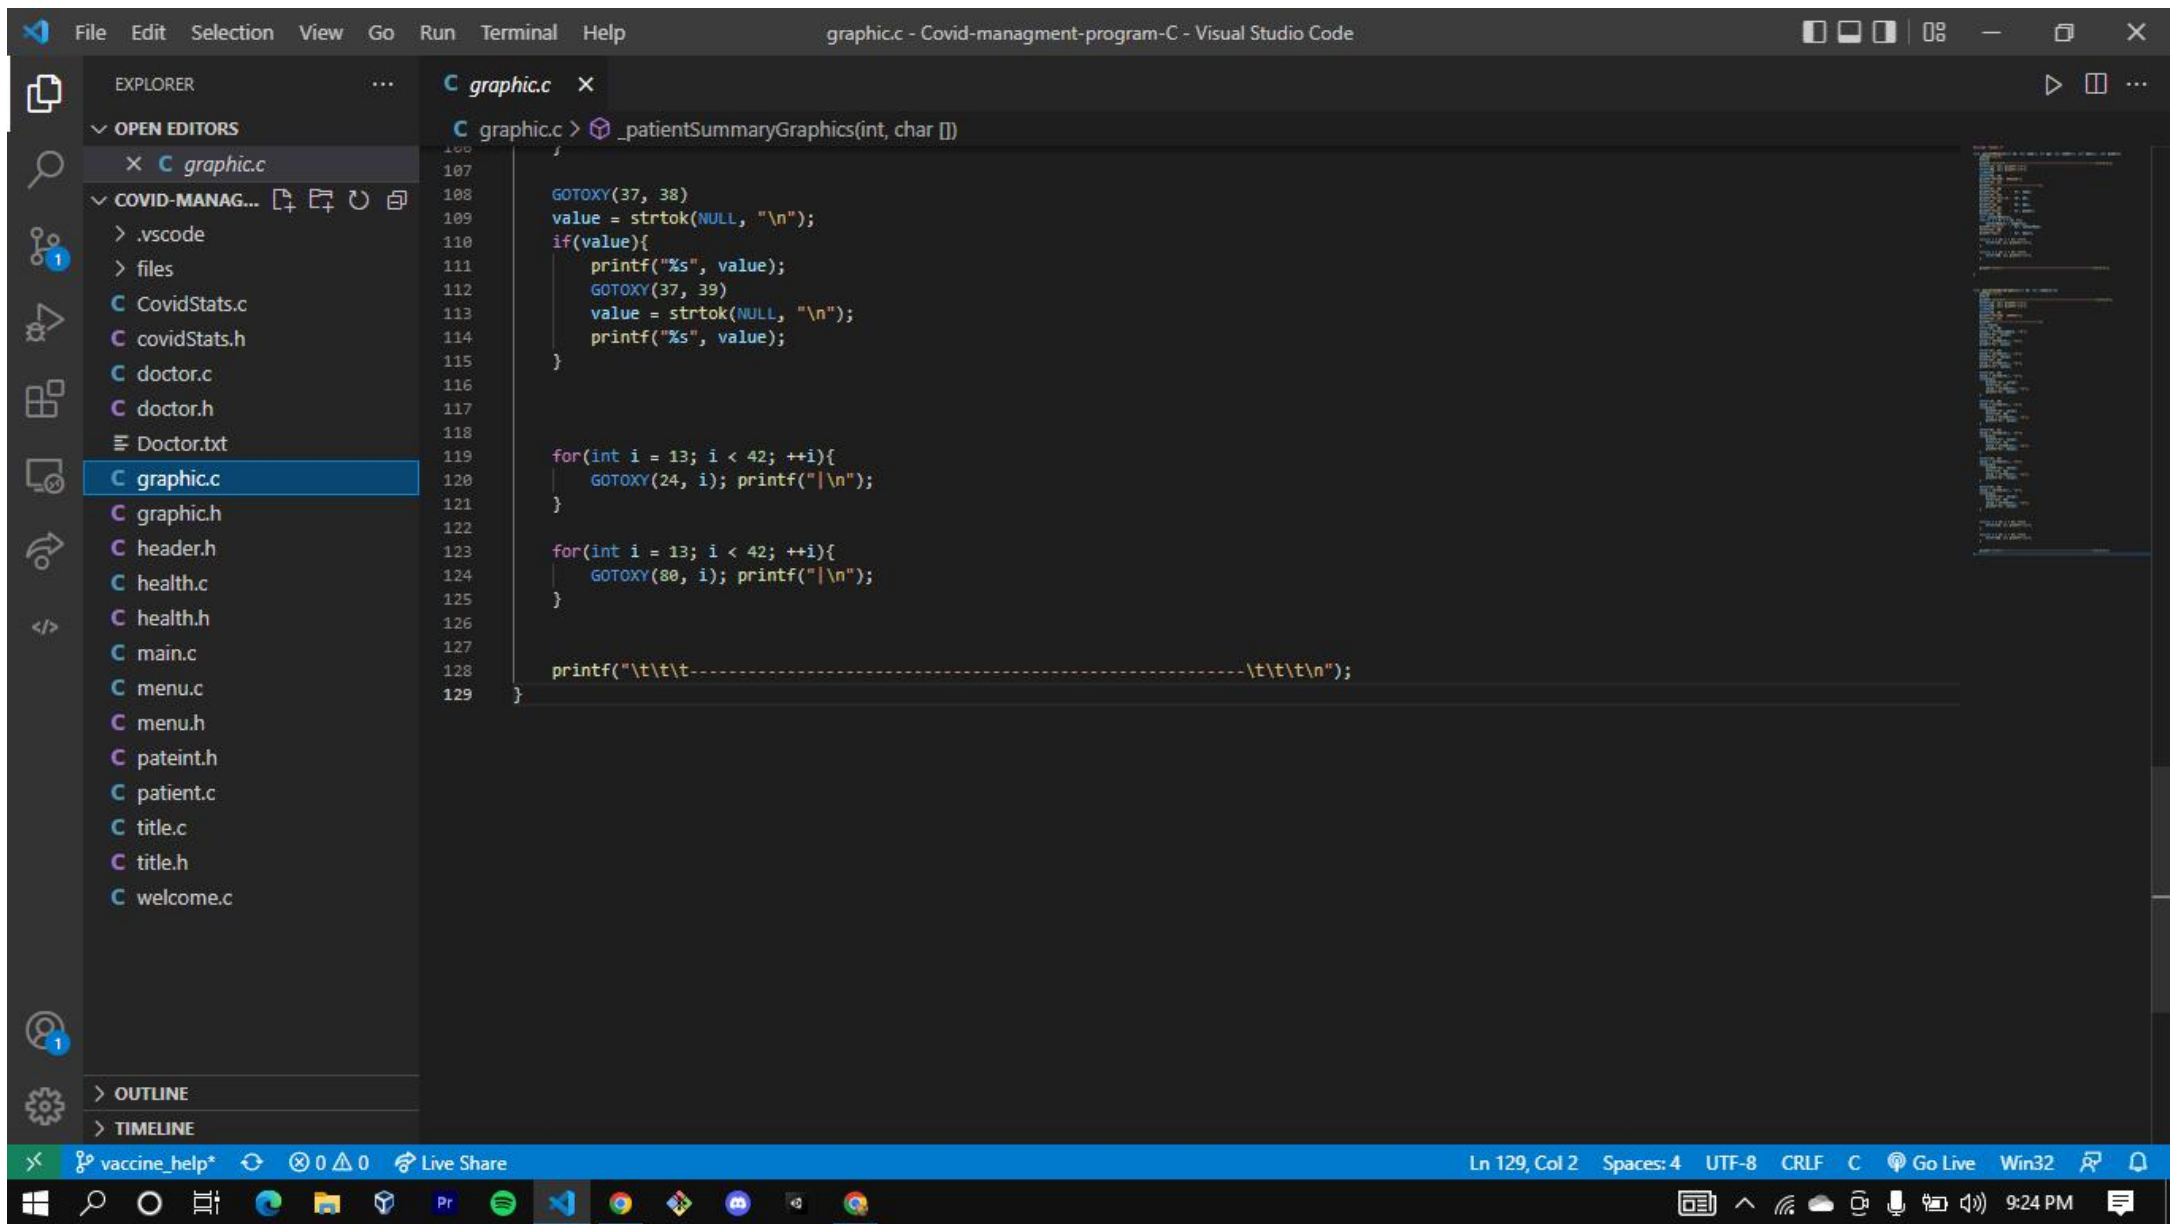 File Edit Selection View Go Run Terminal Help
graphic.c - Covid-managment-program-C - Visual Studio Code
EXPLORER
OPEN EDITORS
C graphic.c
COVID-MANAG...
.vscode
files
C CovidStats.c
C covidStats.h
C doctor.c
C doctor.h
Doctor.txt
C graphic.c
C graphic.h
C header.h
C health.c
C health.h
C main.c
C menu.c
C menu.h
C pateint.h
C patient.c
C title.c
C title.h
C welcome.c
OUTLINE
TIMELINE
C graphic.c
C graphic.c > _patientSummaryGraphics(int, char [])
106 }
107
108 GOTOXY(37, 38)
109 value = strtok(NULL, "\n");
110 if(value){
111 printf("%s", value);
112 GOTOXY(37, 39)
113 value = strtok(NULL, "\n");
114 printf("%s", value);
115 }
116
117
118
119 for(int i = 13; i < 42; ++i){
120 GOTOXY(24, i); printf("|\n");
121 }
122
123 for(int i = 13; i < 42; ++i){
124 GOTOXY(80, i); printf("|\n");
125 }
126
127
128 printf("\t\t\t---------------------------------------------------------\t\t\t\n");
129 }
vaccine_help* 0 0 Live Share
Ln 129, Col 2 Spaces: 4 UTF-8 CRLF C Go Live Win32
Pr
9:24 PM